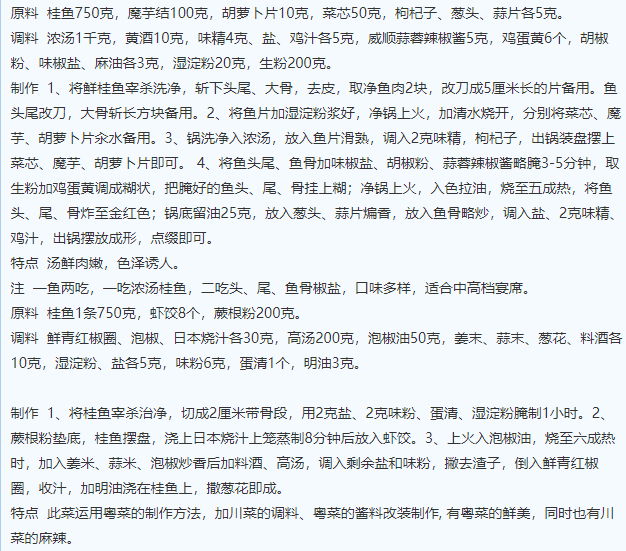 原料  桂鱼750克，魔芋结100克，胡萝卜片10克，菜芯50克，枸杞子、葱头、蒜片各5克。
调料  浓汤1千克，黄酒10克，味精4克、盐、鸡汁各5克，威顺蒜蓉辣椒酱5克，鸡蛋黄6个，胡椒
粉、味椒盐、麻油各3克，湿淀粉20克，生粉200克。
制作  1、将鲜桂鱼宰杀洗净，斩下头尾、大骨，去皮，取净鱼肉2块，改刀成5厘米长的片备用。鱼
头尾改刀，大骨斩长方块备用。2、将鱼片加湿淀粉浆好，净锅上火，加清水烧开，分别将菜芯、魔
芋、胡萝卜片汆水备用。3、锅洗净入浓汤，放入鱼片滑熟，调入2克味精，枸杞子，出锅装盘摆上
菜芯、魔芋、胡萝卜片即可。 4、将鱼头尾、鱼骨加味椒盐、胡椒粉、蒜蓉辣椒酱略腌3-5分钟，取
生粉加鸡蛋黄调成糊状，把腌好的鱼头、尾、骨挂上糊；净锅上火，入色拉油，烧至五成热，将鱼
头、尾、骨炸至金红色；锅底留油25克，放入葱头、蒜片煸香，放入鱼骨略炒，调入盐、2克味精、
鸡汁，出锅摆放成形，点缀即可。
特点  汤鲜肉嫩，色泽诱人。
注  一鱼两吃，一吃浓汤桂鱼，二吃头、尾、鱼骨椒盐，口味多样，适合中高档宴席。
原料  桂鱼1条750克，虾饺8个，蕨根粉200克。
调料  鲜青红椒圈、泡椒、日本烧汁各30克，高汤200克，泡椒油50克，姜末、蒜末、葱花、料酒各
10克，湿淀粉、盐各5克，味粉6克，蛋清1个，明油3克。
制作  1、将桂鱼宰杀治净，切成2厘米带骨段，用2克盐、2克味粉、蛋清、湿淀粉腌制1小时。2、
蕨根粉垫底，桂鱼摆盘，浇上日本烧汁上笼蒸制8分钟后放入虾饺。3、上火入泡椒油，烧至六成热
时，加入姜米、蒜米、泡椒炒香后加料酒、高汤，调入剩余盐和味粉，撇去渣子，倒入鲜青红椒
圈，收汁，加明油浇在桂鱼上，撒葱花即成。
特点  此菜运用粤菜的制作方法，加川菜的调料、粤菜的酱料改装制作, 有粤菜的鲜美，同时也有川
菜的麻辣。